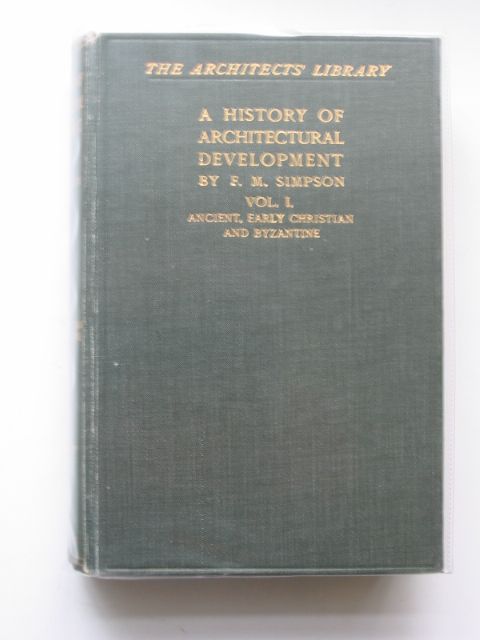 THE ARCHITECTS' LIBRARY
A HISTORY OF
ARCHITECTURAL
DEVELOPMENT
BY F. M. SIMPSON
VOL. I.
ANCIENT, EARLY CHRISTIAN
AND BYZANTINE